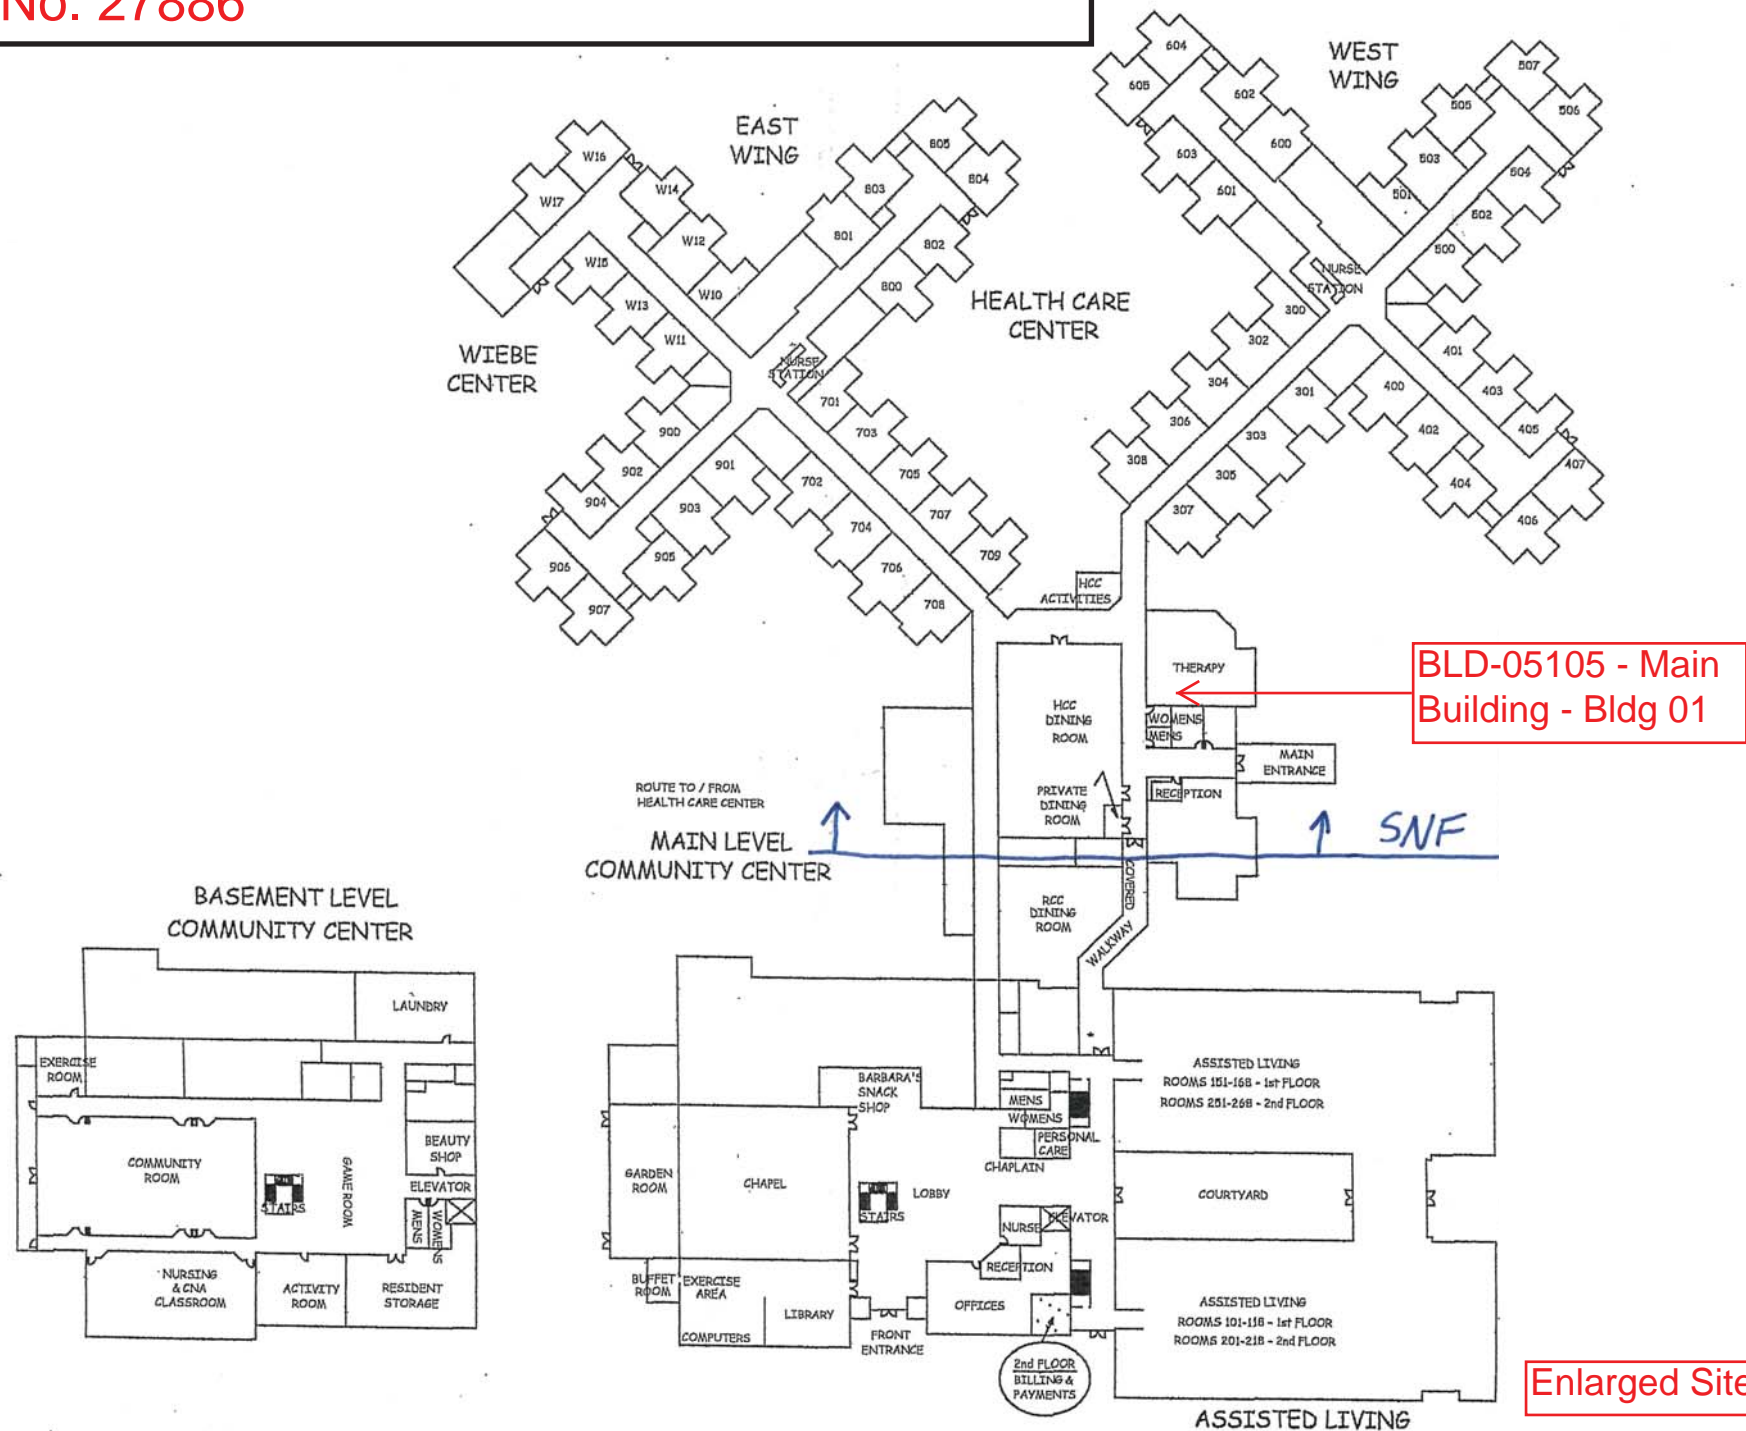 No. 27886
WEST
WING
604
605
602
600
603
601
507
506
505
503
501
504
502
500
NURSE
STATION
300
302
304
306
308
301
303
305
307
400
402
404
406
401
403
405
407
EAST
WING
W16
W17
W14
W12
W10
W15
W13
W11
805
804
803
801
802
800
HEALTH CARE
CENTER
WIEBE
CENTER
NURSE
STATION
701
703
705
707
709
702
704
706
708
900
902
904
906
907
901
903
905
HCC
ACTIVITIES
THERAPY
BLD-05105 - Main
Building - Bldg 01
HCC
DINING
ROOM
WOMENS
MENS
MAIN
ENTRANCE
RECEPTION
PRIVATE
DINING
ROOM
ROUTE TO / FROM
HEALTH CARE CENTER
MAIN LEVEL
COMMUNITY CENTER
SNF
COVERED
WALKWAY
RCC
DINING
ROOM
BASEMENT LEVEL
COMMUNITY CENTER
LAUNDRY
EXERCISE
ROOM
COMMUNITY
ROOM
STAIRS
GAME ROOM
BEAUTY
SHOP
ELEVATOR
MENS
WOMENS
NURSING
& CNA
CLASSROOM
ACTIVITY
ROOM
RESIDENT
STORAGE
BARBARA'S
SNACK
SHOP
MENS
WOMENS
PERSONAL
CARE
CHAPLAIN
GARDEN
ROOM
CHAPEL
STAIRS
LOBBY
NURSE
ELEVATOR
RECEPTION
OFFICES
BUFFET
ROOM
EXERCISE
AREA
COMPUTERS
LIBRARY
FRONT
ENTRANCE
2nd FLOOR
BILLING &
PAYMENTS
ASSISTED LIVING
ROOMS 151-168 - 1st FLOOR
ROOMS 251-268 - 2nd FLOOR
COURTYARD
ASSISTED LIVING
ROOMS 101-118 - 1st FLOOR
ROOMS 201-218 - 2nd FLOOR
ASSISTED LIVING
Enlarged Site